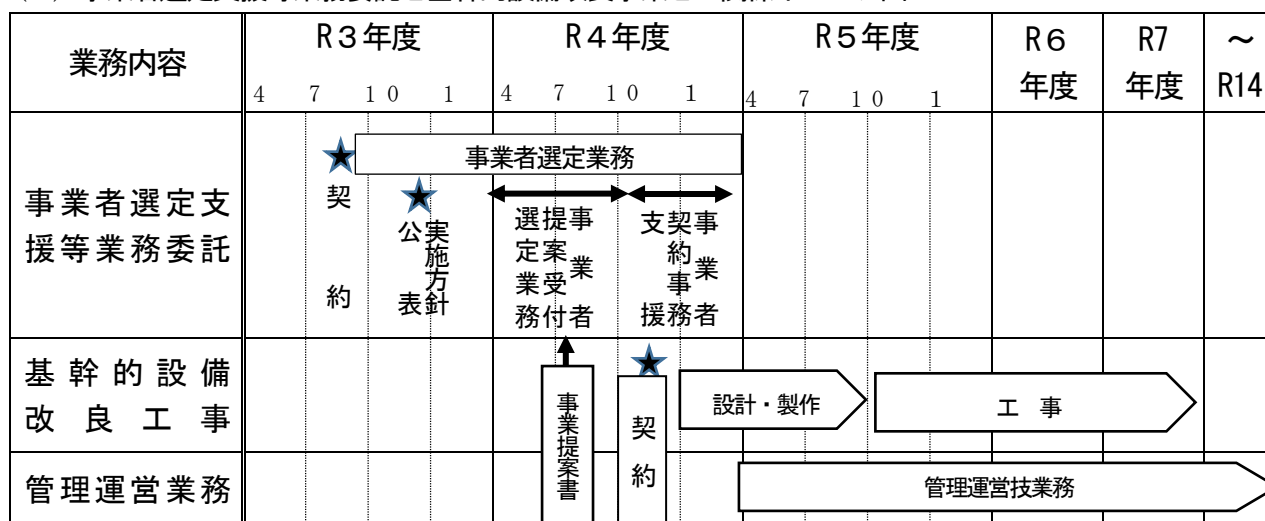 業務内容
R3年度
R4年度
R5年度
R6
年度
R7
年度
～
R14
4 7 10 1
4 7 10 1
4 7 10 1
事業者選定支
援等業務委託
事業者選定業務
契約
実施方針
公表
事業者
提案受付
選定業務
事業者
契約事務
支援
基幹的設備
改良工事
事業提案書
契約
設計・製作
工事
管理運営業務
管理運営技業務